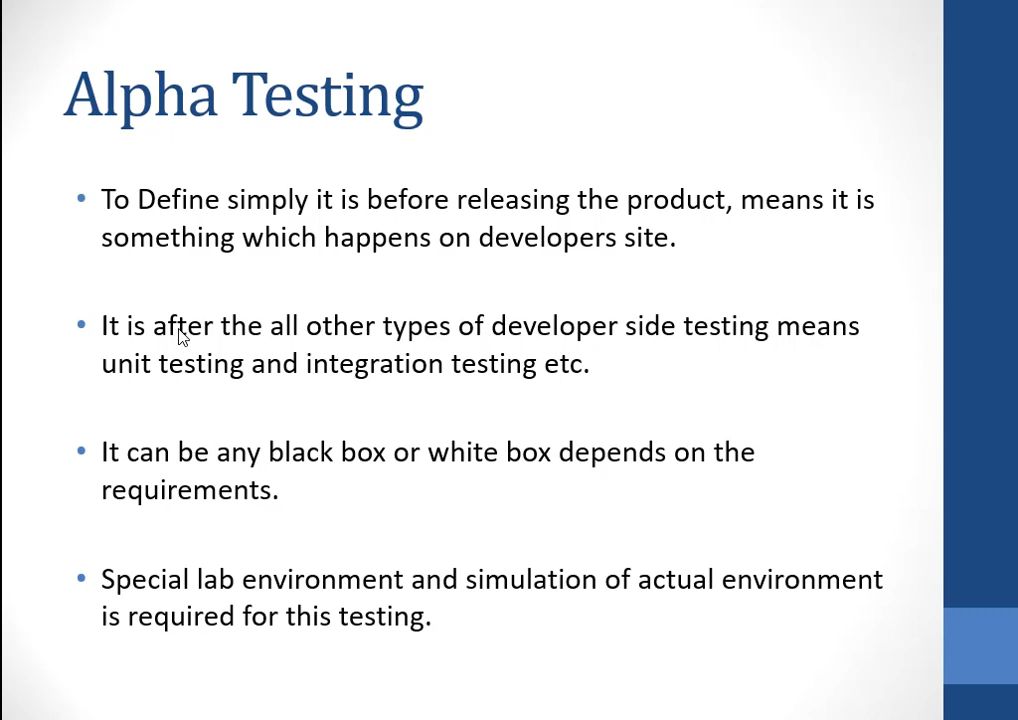 Alpha Testing
• To Define simply it is before releasing the product, means it is
something which happens on developers site.
• It is after the all other types of developer side testing means
unit testing and integration testing etc.
• It can be any black box or white box depends on the
requirements.
• Special lab environment and simulation of actual environment
is required for this testing.